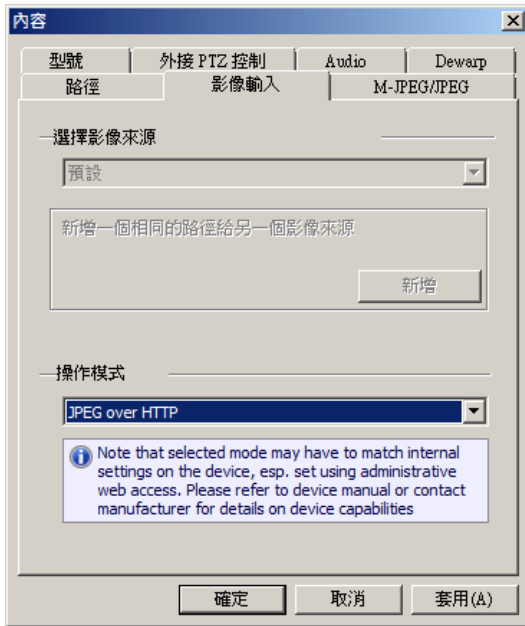 內容
型號
外接 PTZ 控制
Audio
Dewarp
路徑
影像輸入
M-JPEG/JPEG
選擇影像來源
預設
新增一個相同的路徑給另一個影像來源
新增
操作模式
JPEG over HTTP
Note that selected mode may have to match internal
settings on the device, esp. set using administrative
web access. Please refer to device manual or contact
manufacturer for details on device capabilities
確定
取消
套用(A)